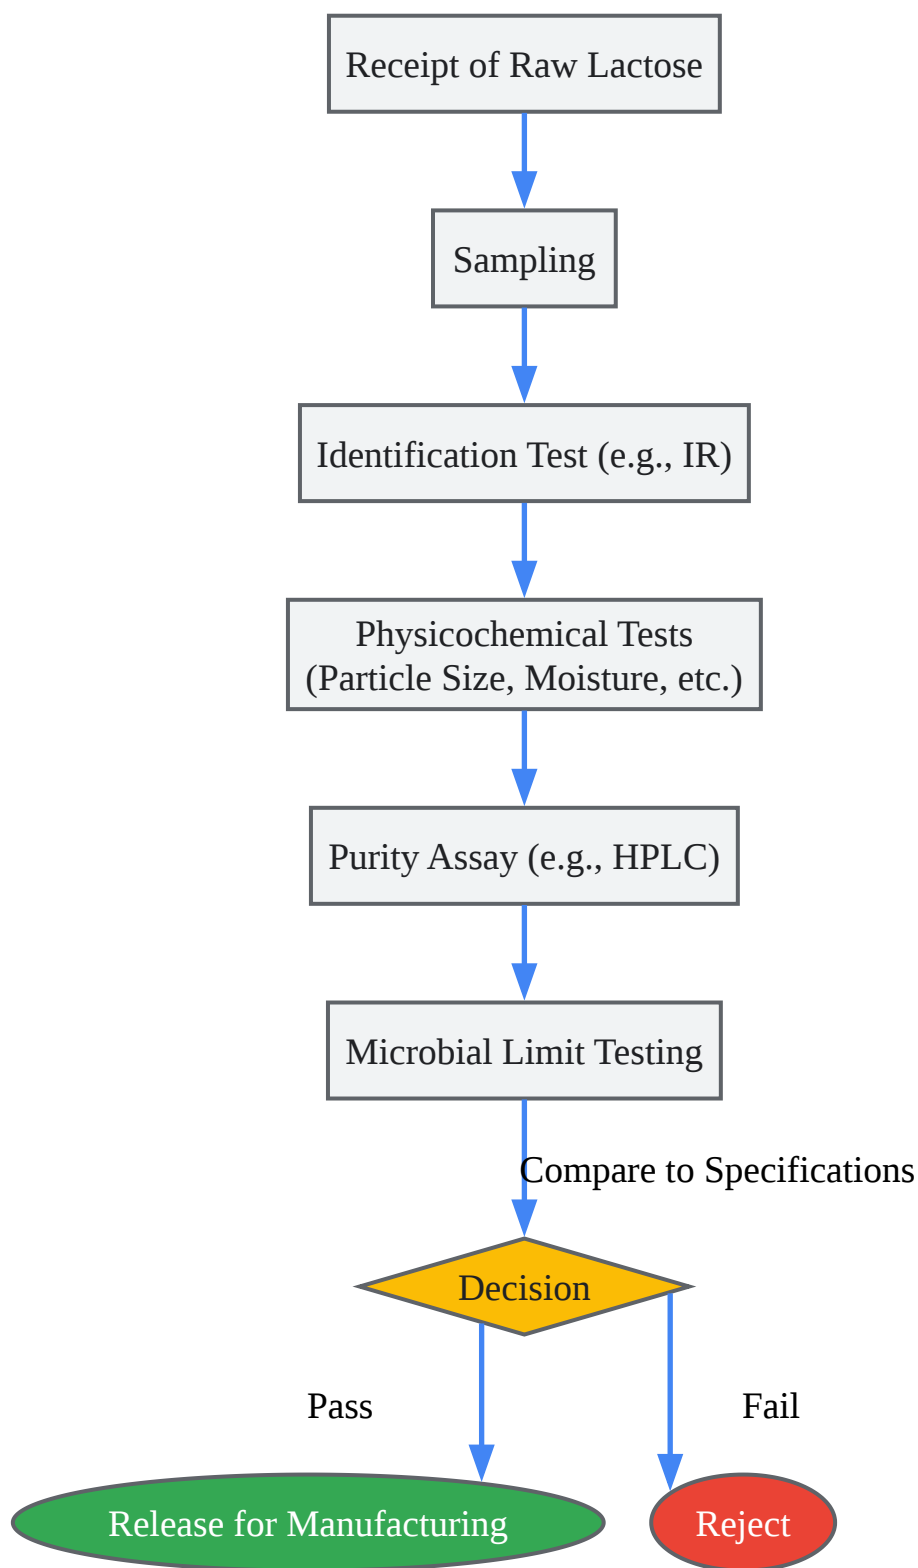 Receipt of Raw Lactose
Sampling
Identification Test (e.g., IR)
Physicochemical Tests
(Particle Size, Moisture, etc.)
Purity Assay (e.g., HPLC)
Microbial Limit Testing
Compare to Specifications
Decision
Pass
Fail
Release for Manufacturing
Reject